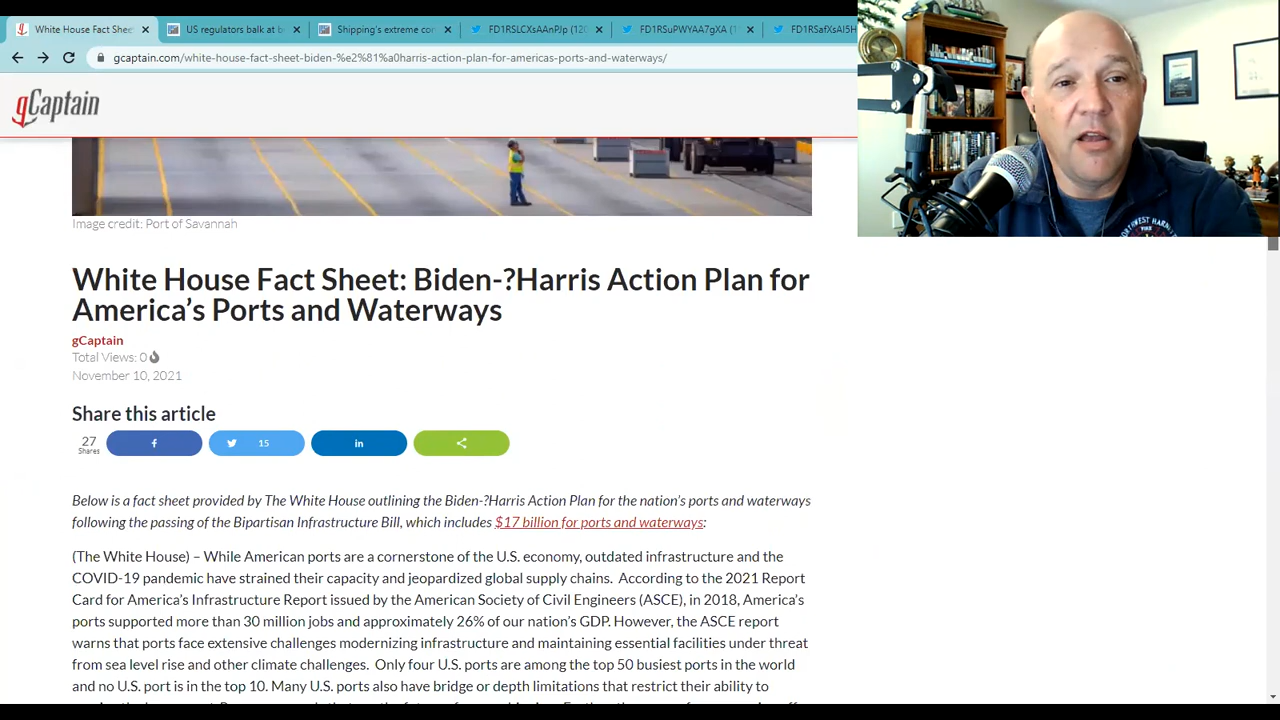 White House Fact Shee
US regulators balk at b
Shipping's extreme con
FD1RSLCXsAAnPJp (120
FD1RSuPWYAA7gXA (1
FD1RSafXsAI5H
gcaptain.com/white-house-fact-sheet-biden-%e2%81%a0harris-action-plan-for-americas-ports-and-waterways/
gCaptain
Image credit: Port of Savannah
White House Fact Sheet: Biden-?Harris Action Plan for
America's Ports and Waterways
gCaptain
Total Views: 0
November 10, 2021
Share this article
27
Shares
15
Below is a fact sheet provided by The White House outlining the Biden-?Harris Action Plan for the nation's ports and waterways
following the passing of the Bipartisan Infrastructure Bill, which includes $17 billion for ports and waterways:
(The White House) – While American ports are a cornerstone of the U.S. economy, outdated infrastructure and the
COVID-19 pandemic have strained their capacity and jeopardized global supply chains.  According to the 2021 Report
Card for America's Infrastructure Report issued by the American Society of Civil Engineers (ASCE), in 2018, America's
ports supported more than 30 million jobs and approximately 26% of our nation's GDP. However, the ASCE report
warns that ports face extensive challenges modernizing infrastructure and maintaining essential facilities under threat
from sea level rise and other climate challenges.  Only four U.S. ports are among the top 50 busiest ports in the world
and no U.S. port is in the top 10. Many U.S. ports also have bridge or depth limitations that restrict their ability to